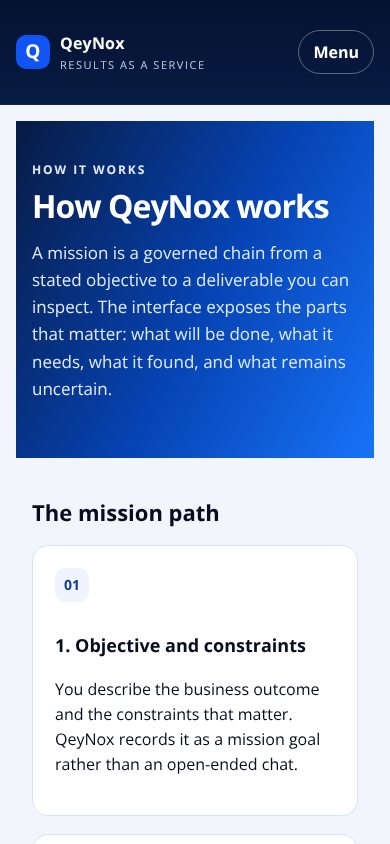 Q
QeyNox
RESULTS AS A SERVICE
Menu
HOW IT WORKS
How QeyNox works
A mission is a governed chain from a
stated objective to a deliverable you can
inspect. The interface exposes the parts
that matter: what will be done, what it
needs, what it found, and what remains
uncertain.
The mission path
01
1. Objective and constraints
You describe the business outcome
and the constraints that matter.
QeyNox records it as a mission goal
rather than an open-ended chat.